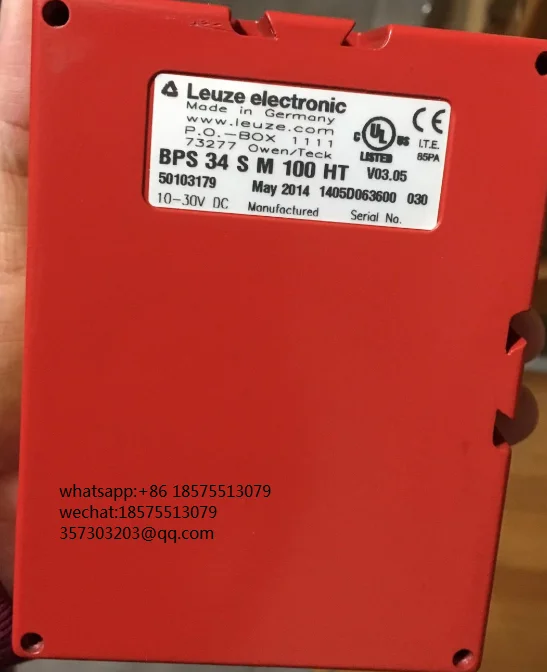 Leuze electronic
Made in Germany
www.leuze.com
P.O.-BOX 1111
73277 Owen/Teck
C UL US
LISTED
CE
I.T.E.
85PA
BPS 34 S M 100 HT V03.05
50103179 May 2014 1405D063600 030
10-30V DC Manufactured Serial No.
whatsapp:+86 18575513079
wechat:18575513079
357303203@qq.com